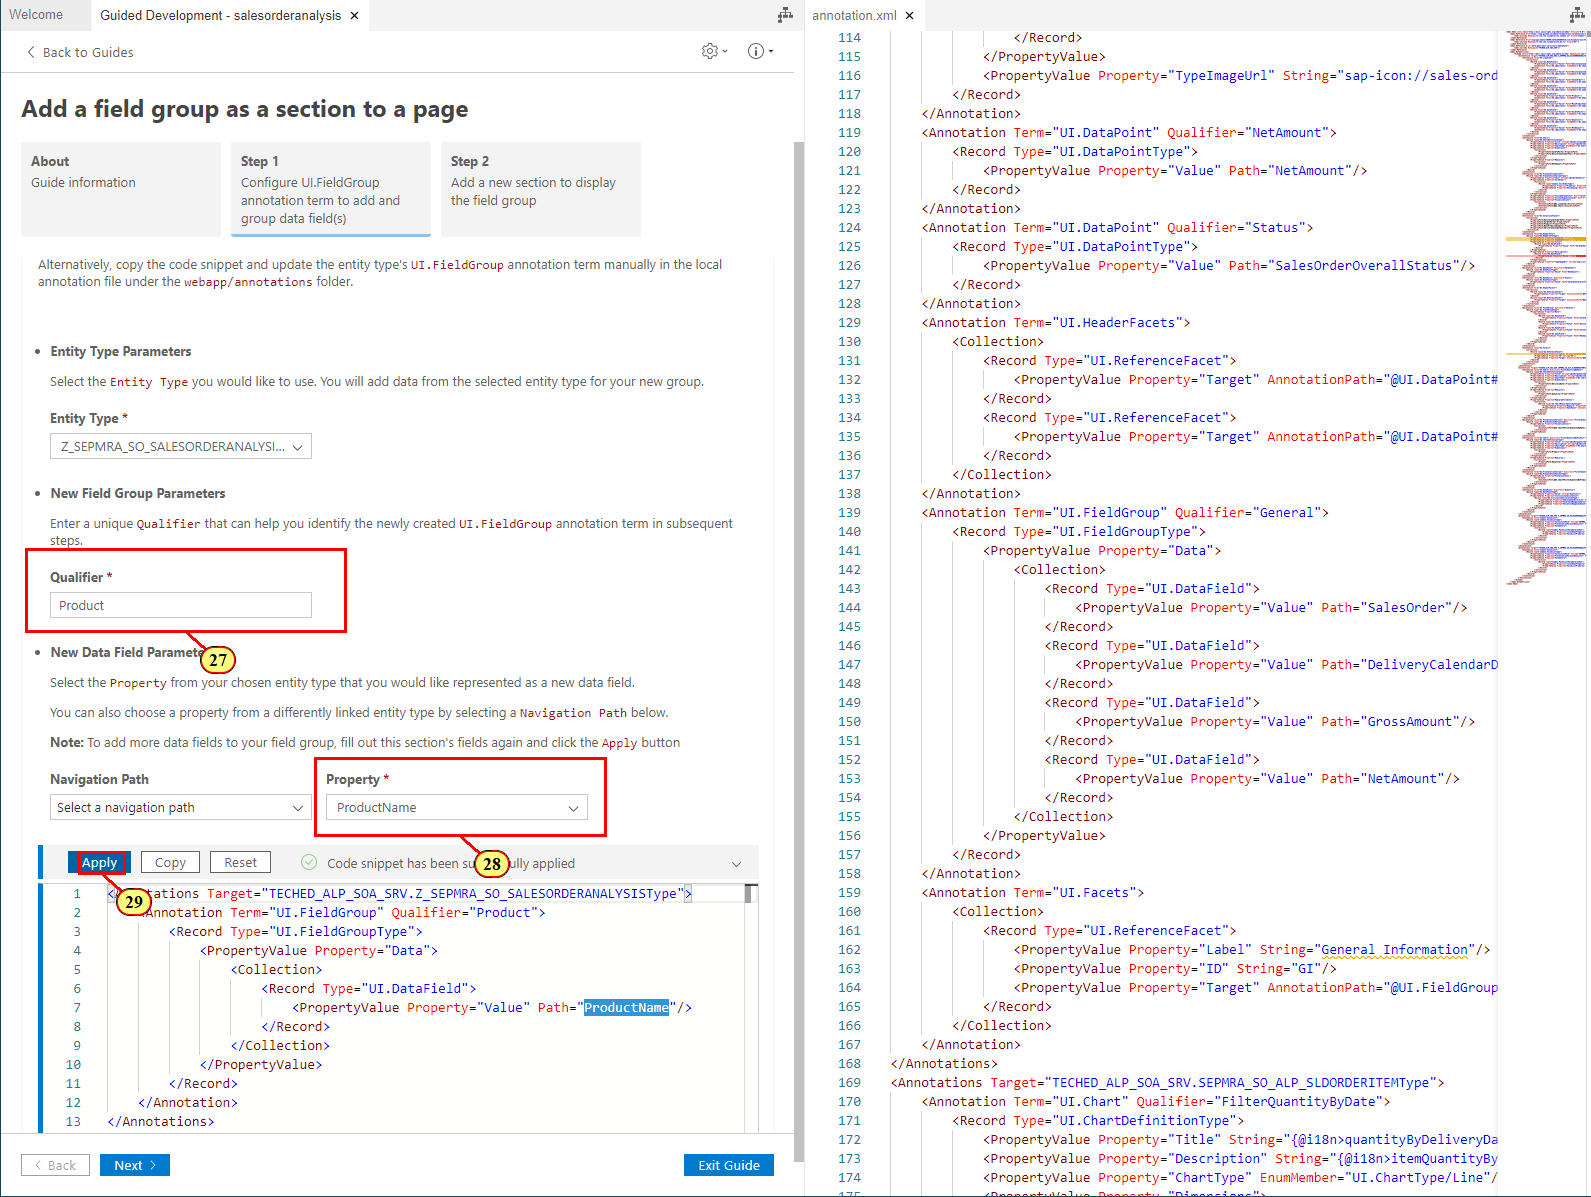 Welcome
Guided Development - salesorderanalysis ×
Back to Guides
Add a field group as a section to a page
About
Guide information
Step 1
Configure UI.FieldGroup
annotation term to add and
group data field(s)
Step 2
Add a new section to display
the field group
Alternatively, copy the code snippet and update the entity type's UI.FieldGroup annotation term manually in the local
annotation file under the webapp/annotations folder.
• Entity Type Parameters
Select the Entity Type you would like to use. You will add data from the selected entity type for your new group.
Entity Type *
Z_SEPMRA_SO_SALESORDERANALYSI...
• New Field Group Parameters
Enter a unique Qualifier that can help you identify the newly created UI.FieldGroup annotation term in subsequent
steps.
Qualifier *
Product
27
• New Data Field Paramete
Select the Property from your chosen entity type that you would like represented as a new data field.
You can also choose a property from a differently linked entity type by selecting a Navigation Path below.
Note: To add more data fields to your field group, fill out this section's fields again and click the Apply button
Navigation Path
Select a navigation path
Property *
ProductName
28
Apply
Copy
Reset
Code snippet has been su ully applied
29
1 < notations Target="TECHED_ALP_SOA_SRV.Z_SEPMRA_SO_SALESORDERANALYSISType">
2 Annotation Term="UI.FieldGroup" Qualifier="Product">
3 <Record Type="UI.FieldGroupType">
4 <PropertyValue Property="Data">
5 <Collection>
6 <Record Type="UI.DataField">
7 <PropertyValue Property="Value" Path="ProductName"/>
8 </Record>
9 </Collection>
10 </PropertyValue>
11 </Record>
12 </Annotation>
13 </Annotations>
< Back
Next >
Exit Guide
annotation.xml ×
114 </Record>
115 </PropertyValue>
116 <PropertyValue Property="TypeImageUrl" String="sap-icon://sales-ord
117 </Record>
118 </Annotation>
119 <Annotation Term="UI.DataPoint" Qualifier="NetAmount">
120 <Record Type="UI.DataPointType">
121 <PropertyValue Property="Value" Path="NetAmount"/>
122 </Record>
123 </Annotation>
124 <Annotation Term="UI.DataPoint" Qualifier="Status">
125 <Record Type="UI.DataPointType">
126 <PropertyValue Property="Value" Path="SalesOrderOverallStatus"/>
127 </Record>
128 </Annotation>
129 <Annotation Term="UI.HeaderFacets">
130 <Collection>
131 <Record Type="UI.ReferenceFacet">
132 <PropertyValue Property="Target" AnnotationPath="@UI.DataPoint#
133 </Record>
134 <Record Type="UI.ReferenceFacet">
135 <PropertyValue Property="Target" AnnotationPath="@UI.DataPoint#
136 </Record>
137 </Collection>
138 </Annotation>
139 <Annotation Term="UI.FieldGroup" Qualifier="General">
140 <Record Type="UI.FieldGroupType">
141 <PropertyValue Property="Data">
142 <Collection>
143 <Record Type="UI.DataField">
144 <PropertyValue Property="Value" Path="SalesOrder"/>
145 </Record>
146 <Record Type="UI.DataField">
147 <PropertyValue Property="Value" Path="DeliveryCalendarD
148 </Record>
149 <Record Type="UI.DataField">
150 <PropertyValue Property="Value" Path="GrossAmount"/>
151 </Record>
152 <Record Type="UI.DataField">
153 <PropertyValue Property="Value" Path="NetAmount"/>
154 </Record>
155 </Collection>
156 </PropertyValue>
157 </Record>
158 </Annotation>
159 <Annotation Term="UI.Facets">
160 <Collection>
161 <Record Type="UI.ReferenceFacet">
162 <PropertyValue Property="Label" String="General Information"/>
163 <PropertyValue Property="ID" String="GI"/>
164 <PropertyValue Property="Target" AnnotationPath="@UI.FieldGroup
165 </Record>
166 </Collection>
167 </Annotation>
168 </Annotations>
169 <Annotations Target="TECHED_ALP_SOA_SRV.SEPMRA_SO_ALP_SLDORDERITEMType">
170 <Annotation Term="UI.Chart" Qualifier="FilterQuantityByDate">
171 <Record Type="UI.ChartDefinitionType">
172 <PropertyValue Property="Title" String="{@i18n>quantityByDeliveryDa
173 <PropertyValue Property="Description" String="{@i18n>itemQuantityBy
174 <PropertyValue Property="ChartType" EnumMember="UI.ChartType/Line"/
175 <PropertyValue Property="Dimensions">